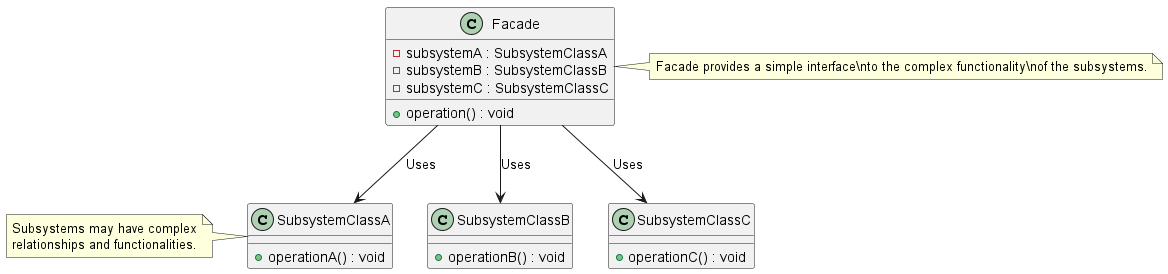 C Facade
subsystemA : SubsystemClassA
subsystemB : SubsystemClassB
subsystemC : SubsystemClassC
operation() : void
Facade provides a simple interface\nto the complex functionality\nof the subsystems.
Uses
Uses
Uses
Subsystems may have complex
relationships and functionalities.
C SubsystemClassA
operationA() : void
C SubsystemClassB
operationB() : void
C SubsystemClassC
operationC() : void